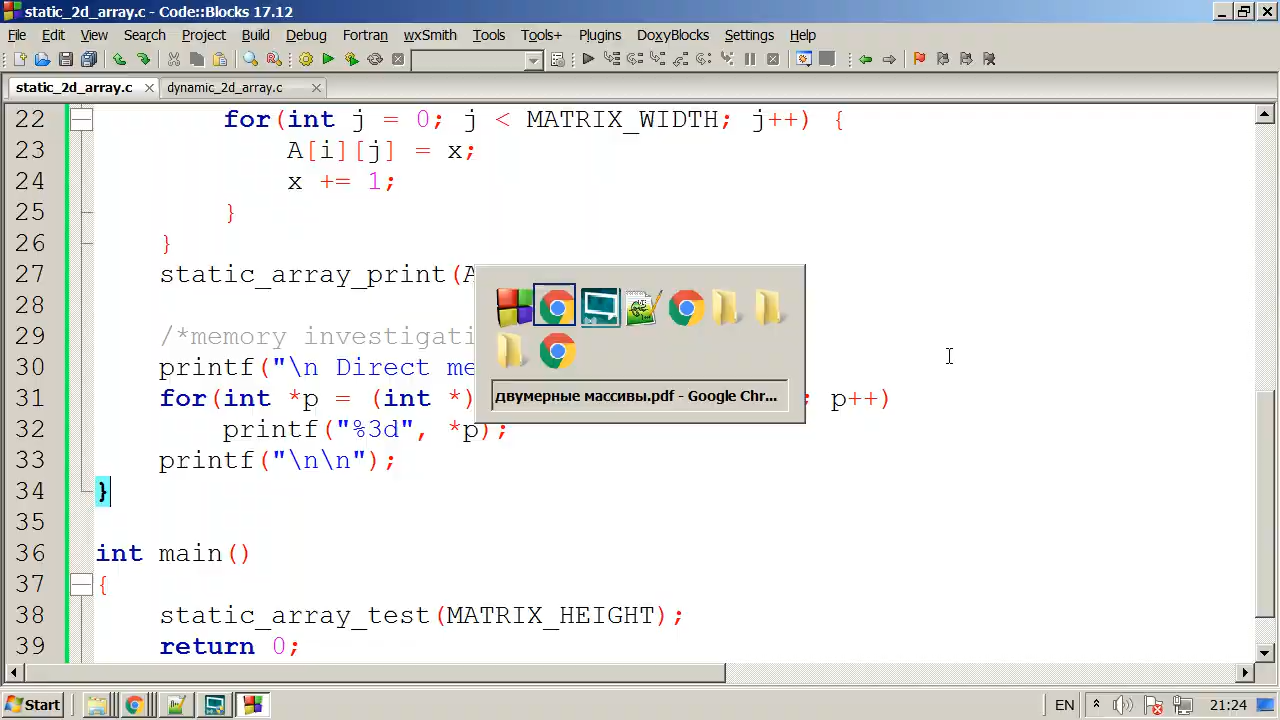 static_2d_array.c - Code::Blocks 17.12
File Edit View Search Project Build Debug Fortran wxSmith Tools Tools+ Plugins DoxyBlocks Settings Help
static_2d_array.c dynamic_2d_array.c
22 for(int j = 0; j < MATRIX_WIDTH; j++) {
23 A[i][j] = x;
24 x += 1;
25 }
26 }
27 static_array_print(A
28
29 /*memory investigati
30 printf("\n Direct me
31 for(int *p = (int *) ; p++)
32 printf("%3d", *p);
33 printf("\n\n");
34 }
35
36 int main()
37 {
38 static_array_test(MATRIX_HEIGHT);
39 return 0;
двумерные массивы.pdf - Google Chr...
Start EN 21:24